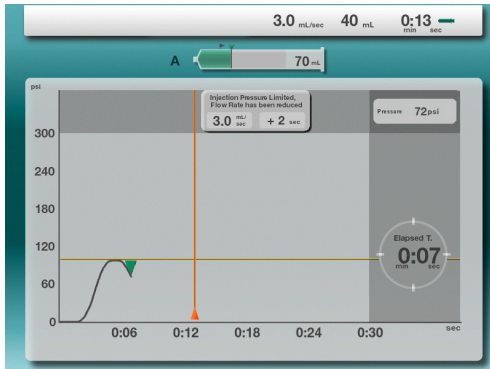 3.0 mL/sec 40 mL 0:13
min sec
A 70 mL
psi
Injection Pressure Limited,
Flow Rate has been reduced
3.0 mL/ sec + 2 sec
Pressure 72psi
300
240
180
120
60
0
Elapsed T.
0:07
min sec
0:06 0:12 0:18 0:24 0:30 sec